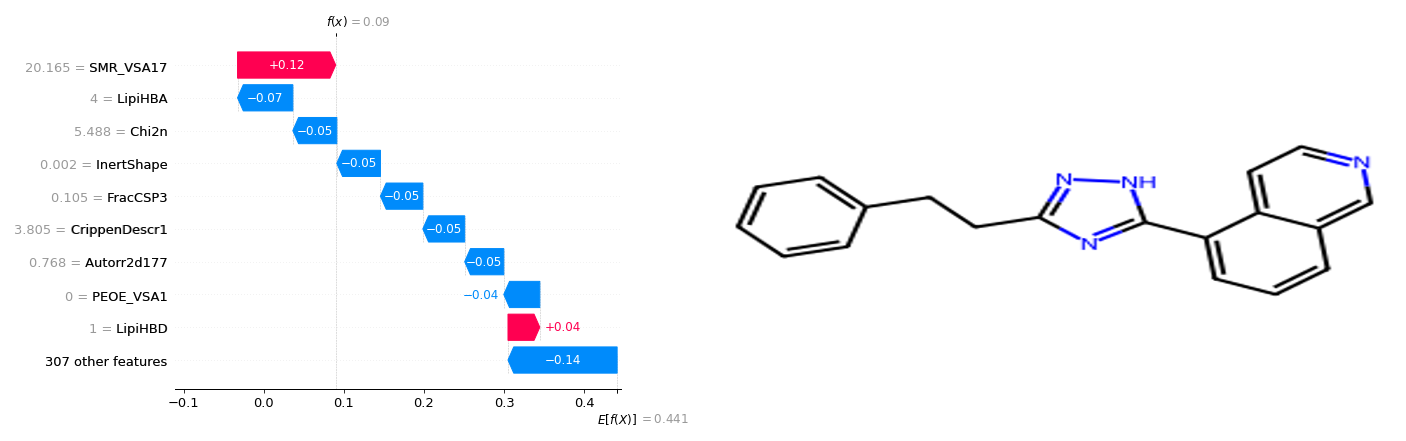 f(x) = 0.09
20.165 = SMR_VSA17
+0.12
4 = LipiHBA
−0.07
5.488 = Chi2n
−0.05
0.002 = InertShape
−0.05
0.105 = FracCSP3
−0.05
3.805 = CrippenDescr1
−0.05
0.768 = Autorr2d177
−0.05
0 = PEOE_VSA1
−0.04
1 = LipiHBD
+0.04
307 other features
−0.14
−0.1 0.0 0.1 0.2 0.3 0.4
E[f(X)] = 0.441
N
NH
N
N